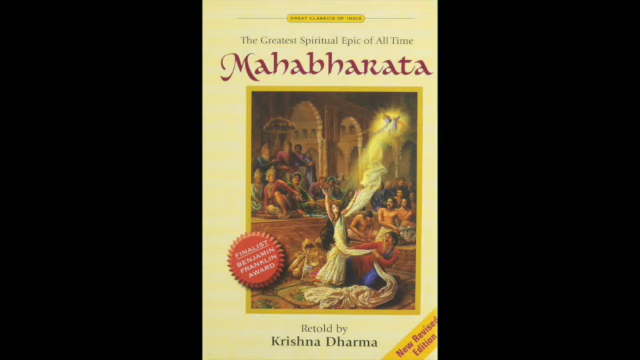 GREAT CLASSICS OF INDIA
The Greatest Spiritual Epic of All Time
Mahabharata
FINALIST
BENJAMIN
FRANKLIN
AWARD
Retold by
Krishna Dharma
New Revised
Edition